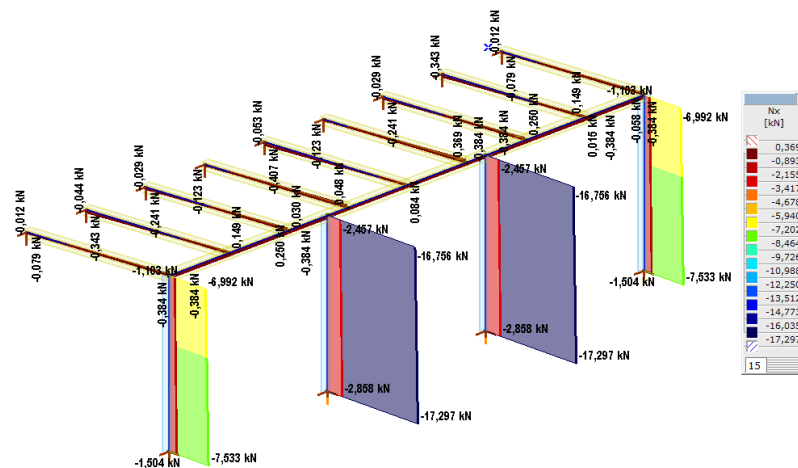 -0,012 kN
-0,343 kN
-0,079 kN
-0,029 kN
-0,149 kN
-1,103 kN
-0,241 kN
-0,250 kN
0,015 kN
-0,384 kN
-0,058 kN
-0,384 kN
-6,992 kN
-0,053 kN
-0,123 kN
0,369 kN
-0,384 kN
-0,384 kN
-2,457 kN
-0,029 kN
-0,407 kN
-0,123 kN
0,048 kN
0,084 kN
-16,756 kN
-0,012 kN
-0,044 kN
-0,241 kN
-0,030 kN
-2,457 kN
-0,079 kN
-0,343 kN
0,149 kN
0,250 kN
-0,384 kN
-16,756 kN
-1,103 kN
-0,384 kN
-0,384 kN
-6,992 kN
-1,504 kN
-7,533 kN
-2,858 kN
-17,297 kN
-2,858 kN
-17,297 kN
-1,504 kN
-7,533 kN
Nx
[kN]
0,369
-0,893
-2,155
-3,417
-4,678
-5,940
-7,202
-8,464
-9,726
-10,988
-12,250
-13,512
-14,773
-16,035
-17,297
15